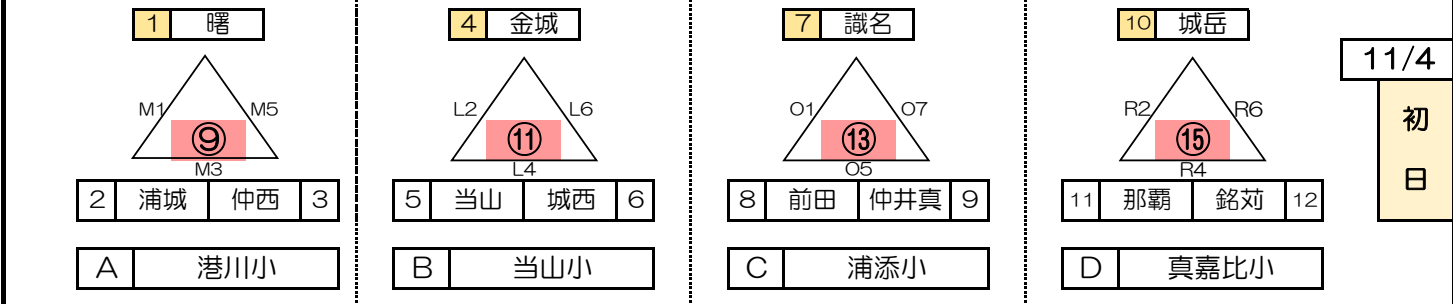 1 曙 4 金城 7 識名 10 城岳
11/4
M1 M5 L2 L6 O1 O7 R2 R6
初
⑨ ⑪ ⑬ ⑮
M3 L4 O5 R4
日
2 浦城 仲西 3 5 当山 城西 6 8 前田 仲井真 9 11 那覇 銘苅 12
A 港川小 B 当山小 C 浦添小 D 真嘉比小